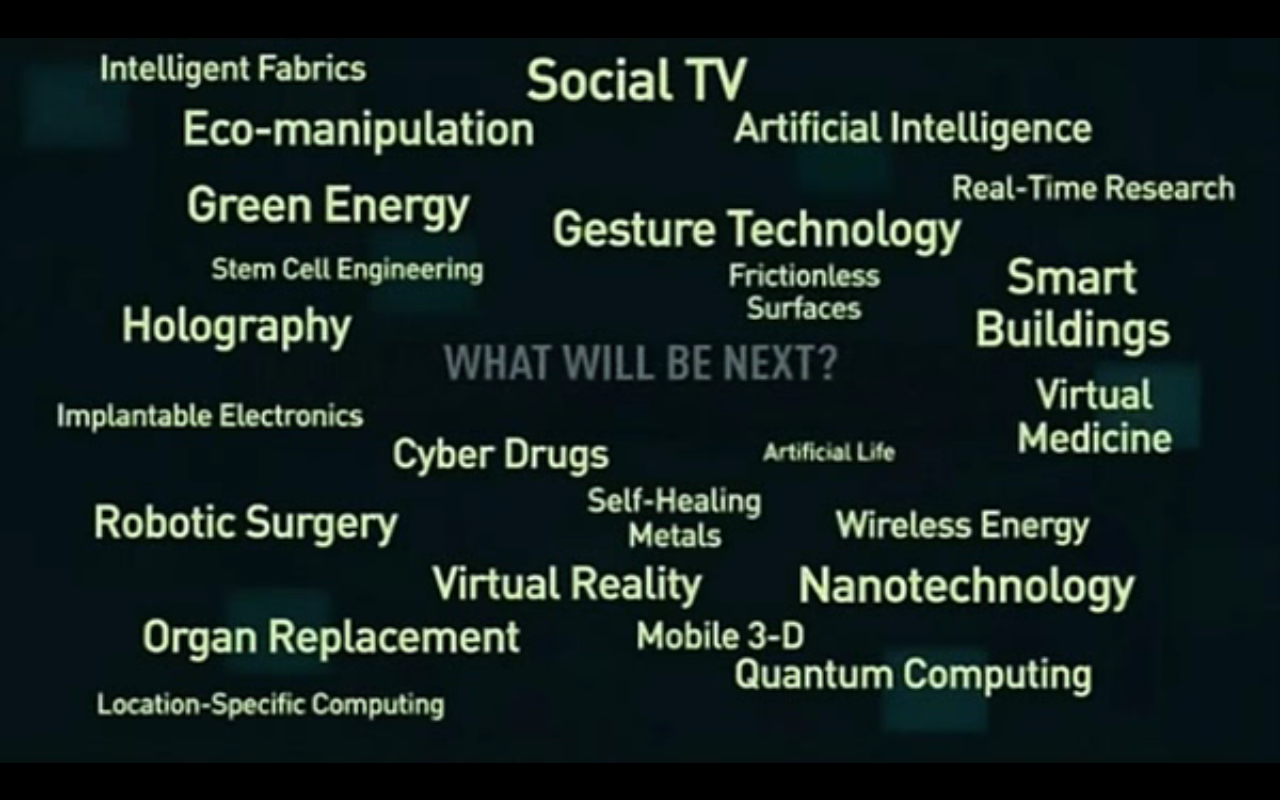 Intelligent Fabrics
Social TV
Eco-manipulation
Artificial Intelligence
Real-Time Research
Green Energy
Gesture Technology
Stem Cell Engineering
Frictionless
Surfaces
Smart
Buildings
Holography
WHAT WILL BE NEXT?
Virtual
Medicine
Implantable Electronics
Cyber Drugs
Artificial Life
Self-Healing
Metals
Robotic Surgery
Wireless Energy
Virtual Reality
Nanotechnology
Organ Replacement
Mobile 3-D
Quantum Computing
Location-Specific Computing